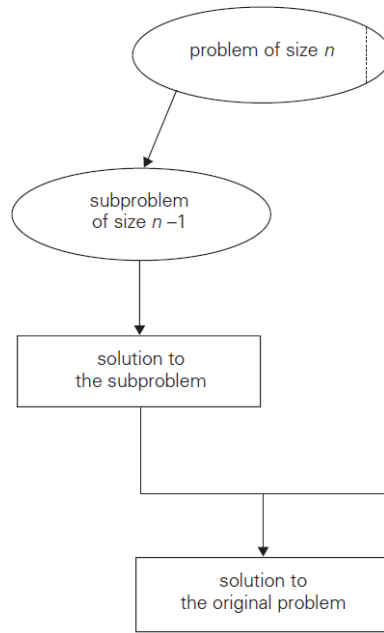 problem of size n
subproblem
of size n –1
solution to
the subproblem
solution to
the original problem